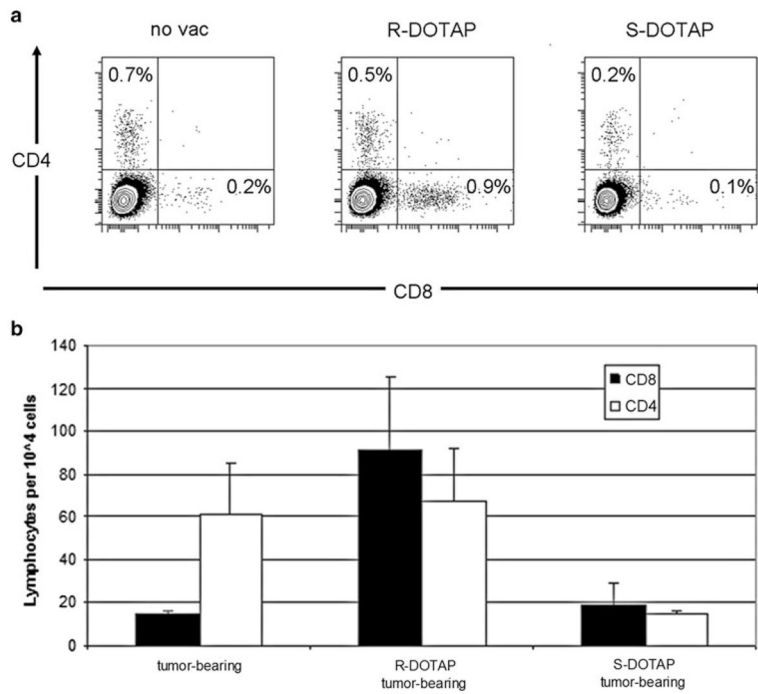 a
no vac
R-DOTAP
S-DOTAP
CD4
0.7%
0.2%
0.5%
0.9%
0.2%
0.1%
CD8
b
Lymphocytes per 10^4 cells
140
120
100
80
60
40
20
0
CD8
CD4
tumor-bearing
R-DOTAP
tumor-bearing
S-DOTAP
tumor-bearing